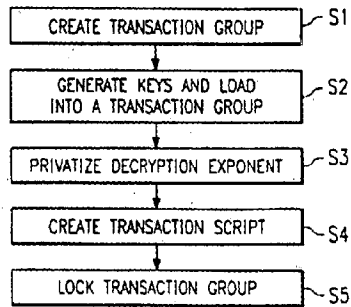 CREATE TRANSACTION GROUP
S1
GENERATE KEYS AND LOAD
INTO A TRANSACTION GROUP
S2
PRIVATIZE DECRYPTION EXPONENT
S3
CREATE TRANSACTION SCRIPT
S4
LOCK TRANSACTION GROUP
S5